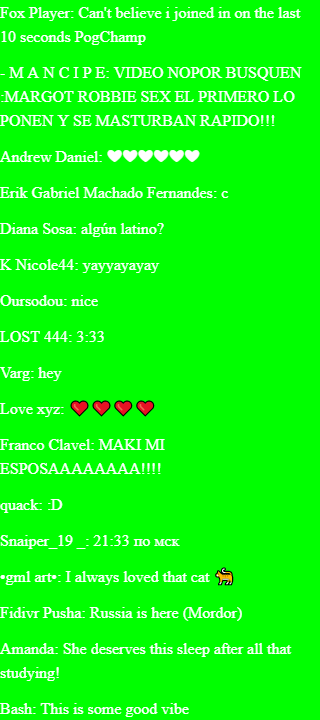 Fox Player: Can't believe i joined in on the last
10 seconds PogChamp
- M A N C I P E: VIDEO NOPOR BUSQUEN
:MARGOT ROBBIE SEX EL PRIMERO LO
PONEN Y SE MASTURBAN RAPIDO!!!
Andrew Daniel: 🤍🤍🤍🤍🤍🤍
Erik Gabriel Machado Fernandes: c
Diana Sosa: algún latino?
K Nicole44: yayyayayay
Oursodou: nice
LOST 444: 3:33
Varg: hey
Love xyz: ❤️ ❤️ ❤️ ❤️
Franco Clavel: MAKI MI
ESPOSAAAAAAAA!!!!
quack: :D
Snaiper_19 _: 21:33 по мск
•gml art•: I always loved that cat 🐈
Fidivr Pusha: Russia is here (Mordor)
Amanda: She deserves this sleep after all that
studying!
Bash: This is some good vibe